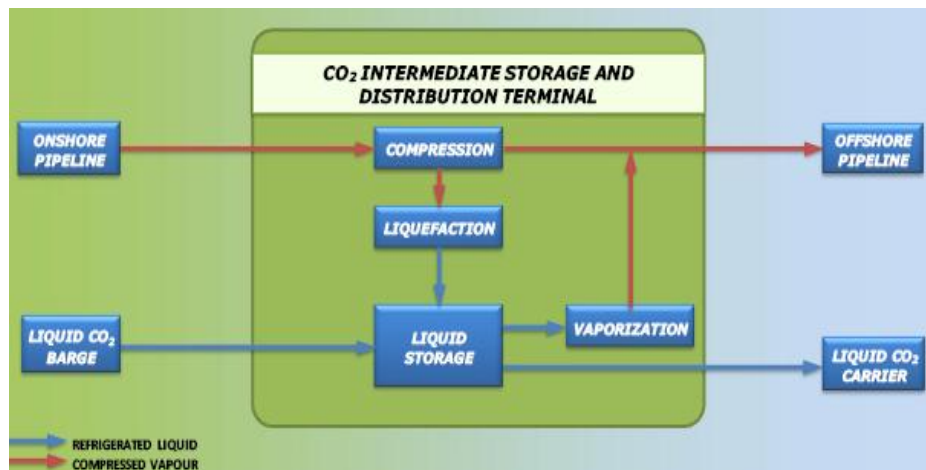 CO₂ INTERMEDIATE STORAGE AND
DISTRIBUTION TERMINAL
ONSHORE
PIPELINE
COMPRESSION
OFFSHORE
PIPELINE
LIQUEFACTION
LIQUID CO₂
BARGE
LIQUID
STORAGE
VAPORIZATION
LIQUID CO₂
CARRIER
REFRIGERATED LIQUID
COMPRESSED VAPOUR